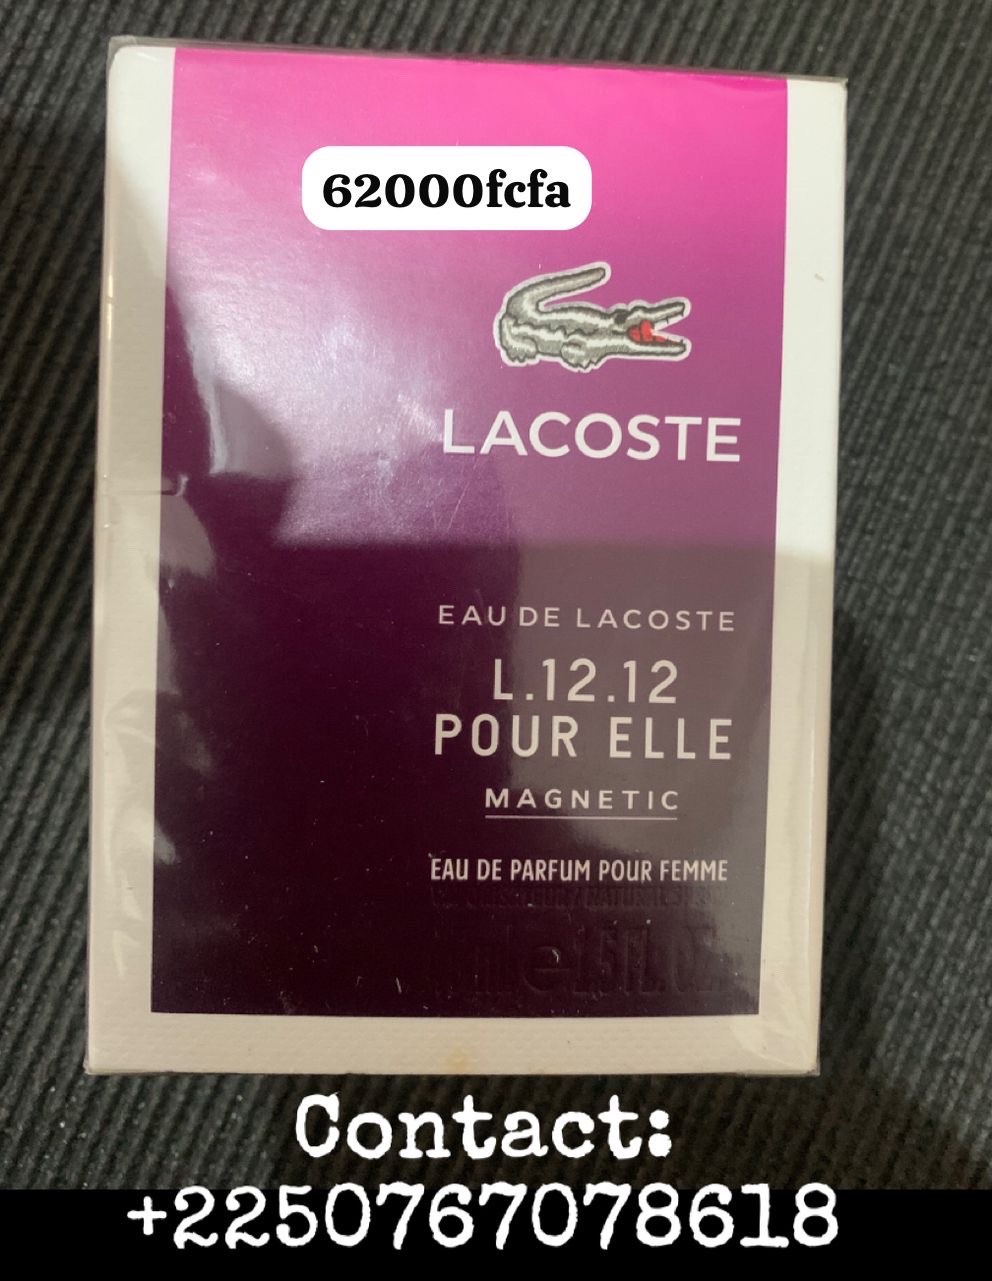 62000fcfa
LACOSTE
EAU DE LACOSTE
L.12.12
POUR ELLE
MAGNETIC
EAU DE PARFUM POUR FEMME
Contact:
+2250767078618